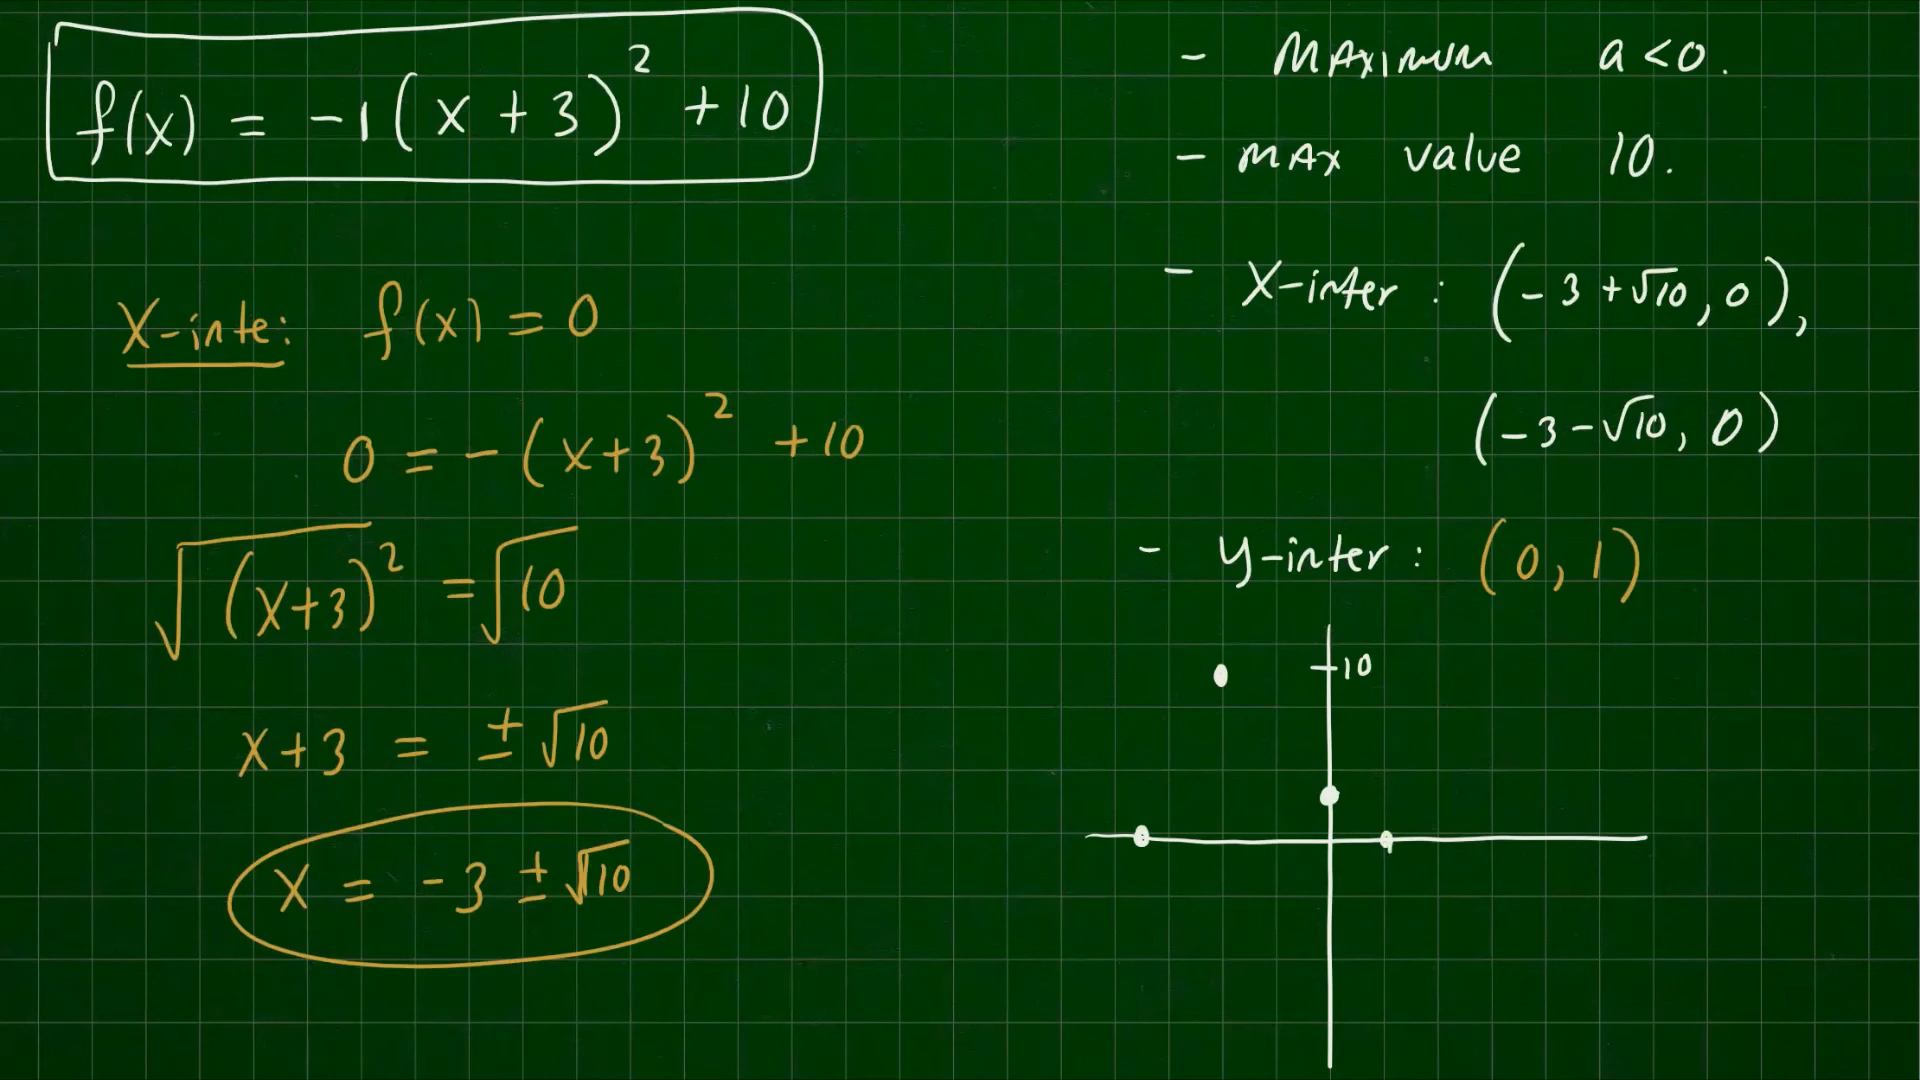 f(x) = -1(x+3)² +10
X-inte: f(x) = 0
0 = -(x+3)² +10
√(x+3)² = √10
x+3 = ±√10
x = -3 ± √10
- MAXIMUM a<0.
- MAX value 10.
- X-inter : (-3+√10, 0),
(-3-√10, 0)
- y-inter : (0, 1)
10